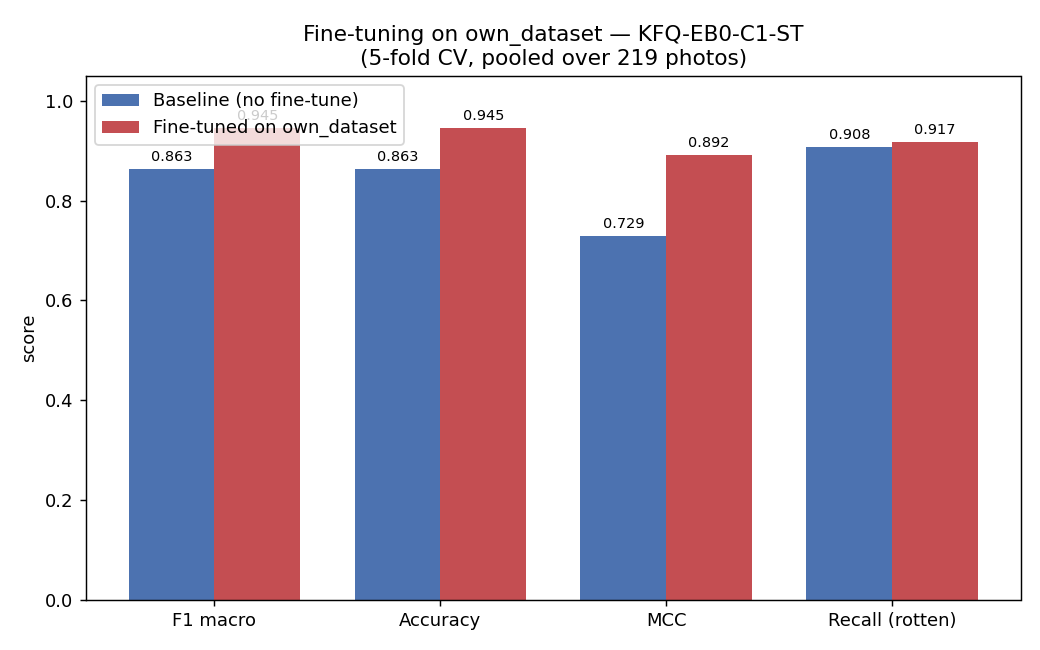 Fine-tuning on own_dataset — KFQ-EB0-C1-ST
(5-fold CV, pooled over 219 photos)
Baseline (no fine-tune)
Fine-tuned on own_dataset
score
1.0
0.8
0.6
0.4
0.2
0.0
0.863
0.945
0.863
0.945
0.729
0.892
0.908
0.917
F1 macro
Accuracy
MCC
Recall (rotten)